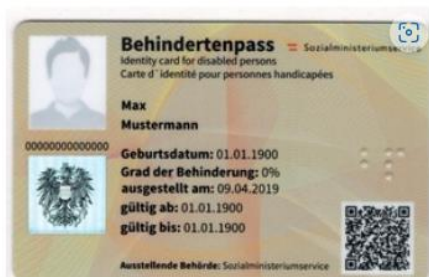 Behindertenpass
Sozialministeriumservice
Identity card for disabled persons
Carte d`identité pour personnes handicapées
Max
Mustermann
00000000000000
Geburtsdatum: 01.01.1900
Grad der Behinderung: 0%
ausgestellt am: 09.04.2019
gültig ab: 01.01.1900
gültig bis: 01.01.1900
Ausstellende Behörde: Sozialministeriumservice